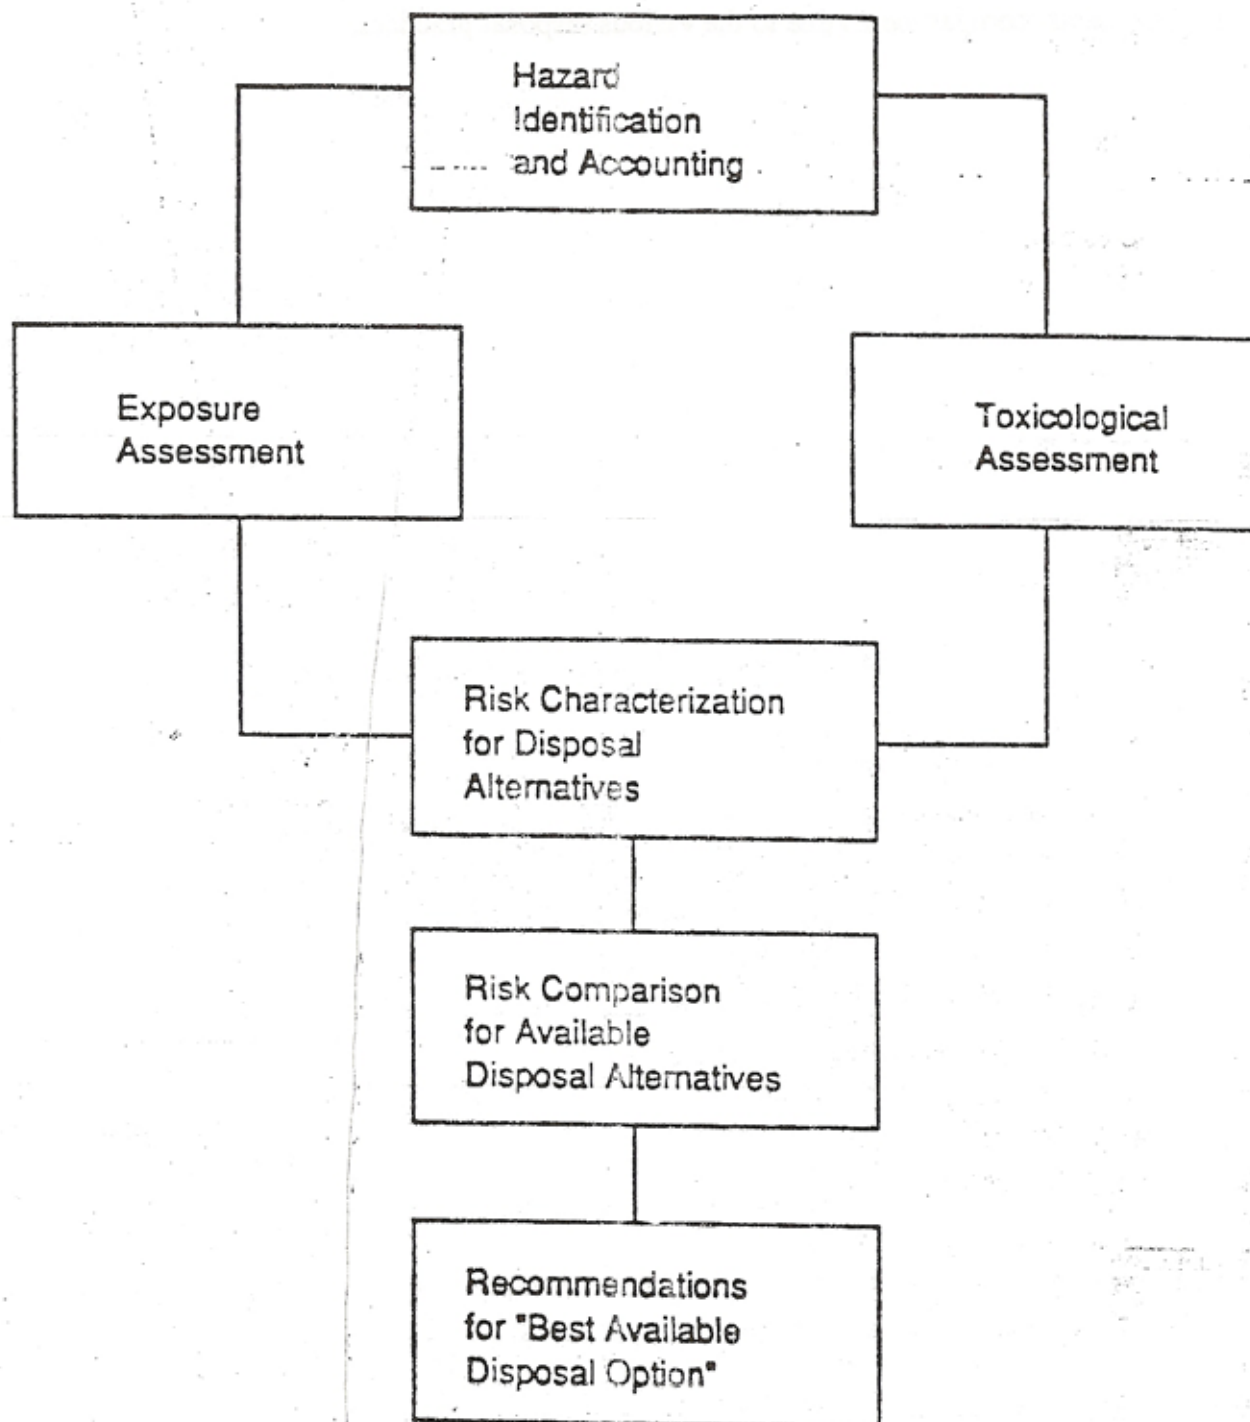 Hazard
Identification
and Accounting
Exposure
Assessment
Toxicological
Assessment
Risk Characterization
for Disposal
Alternatives
Risk Comparison
for Available
Disposal Alternatives
Recommendations
for "Best Available
Disposal Option"